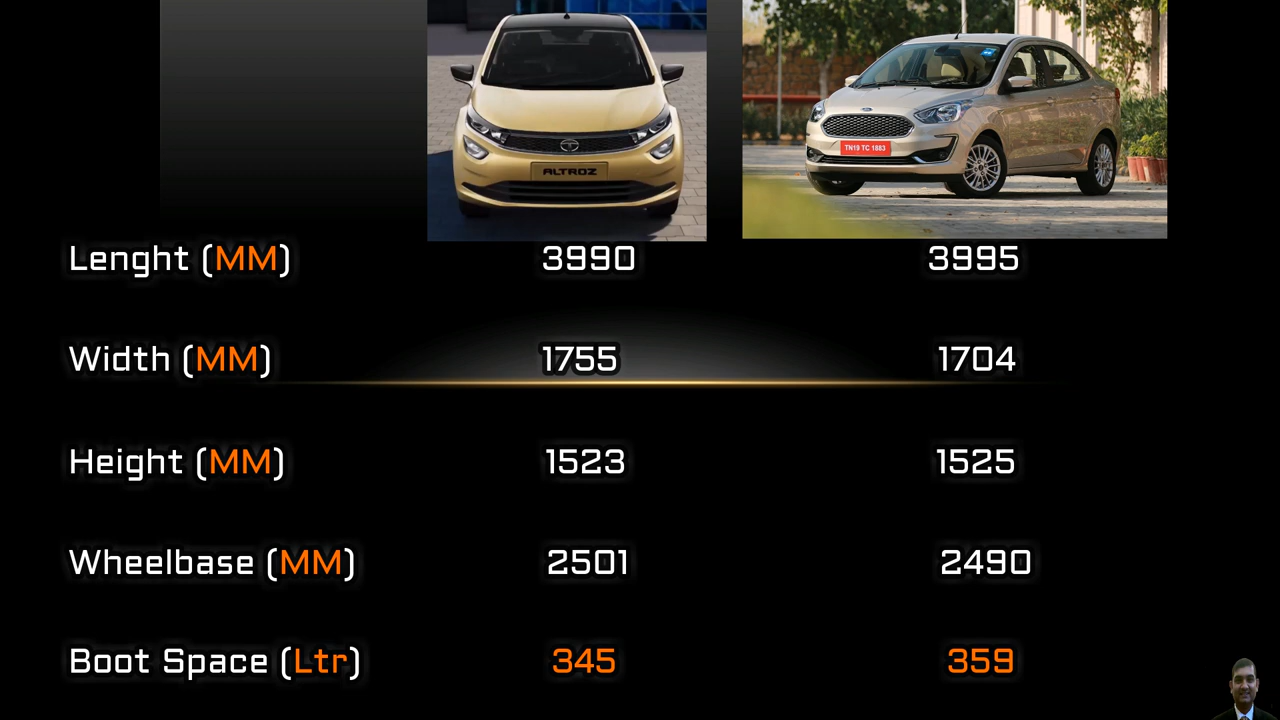 ALTROZ
TN19 TC 1883
Lenght (MM) 3990 3995
Width (MM) 1755 1704
Height (MM) 1523 1525
Wheelbase (MM) 2501 2490
Boot Space (Ltr) 345 359